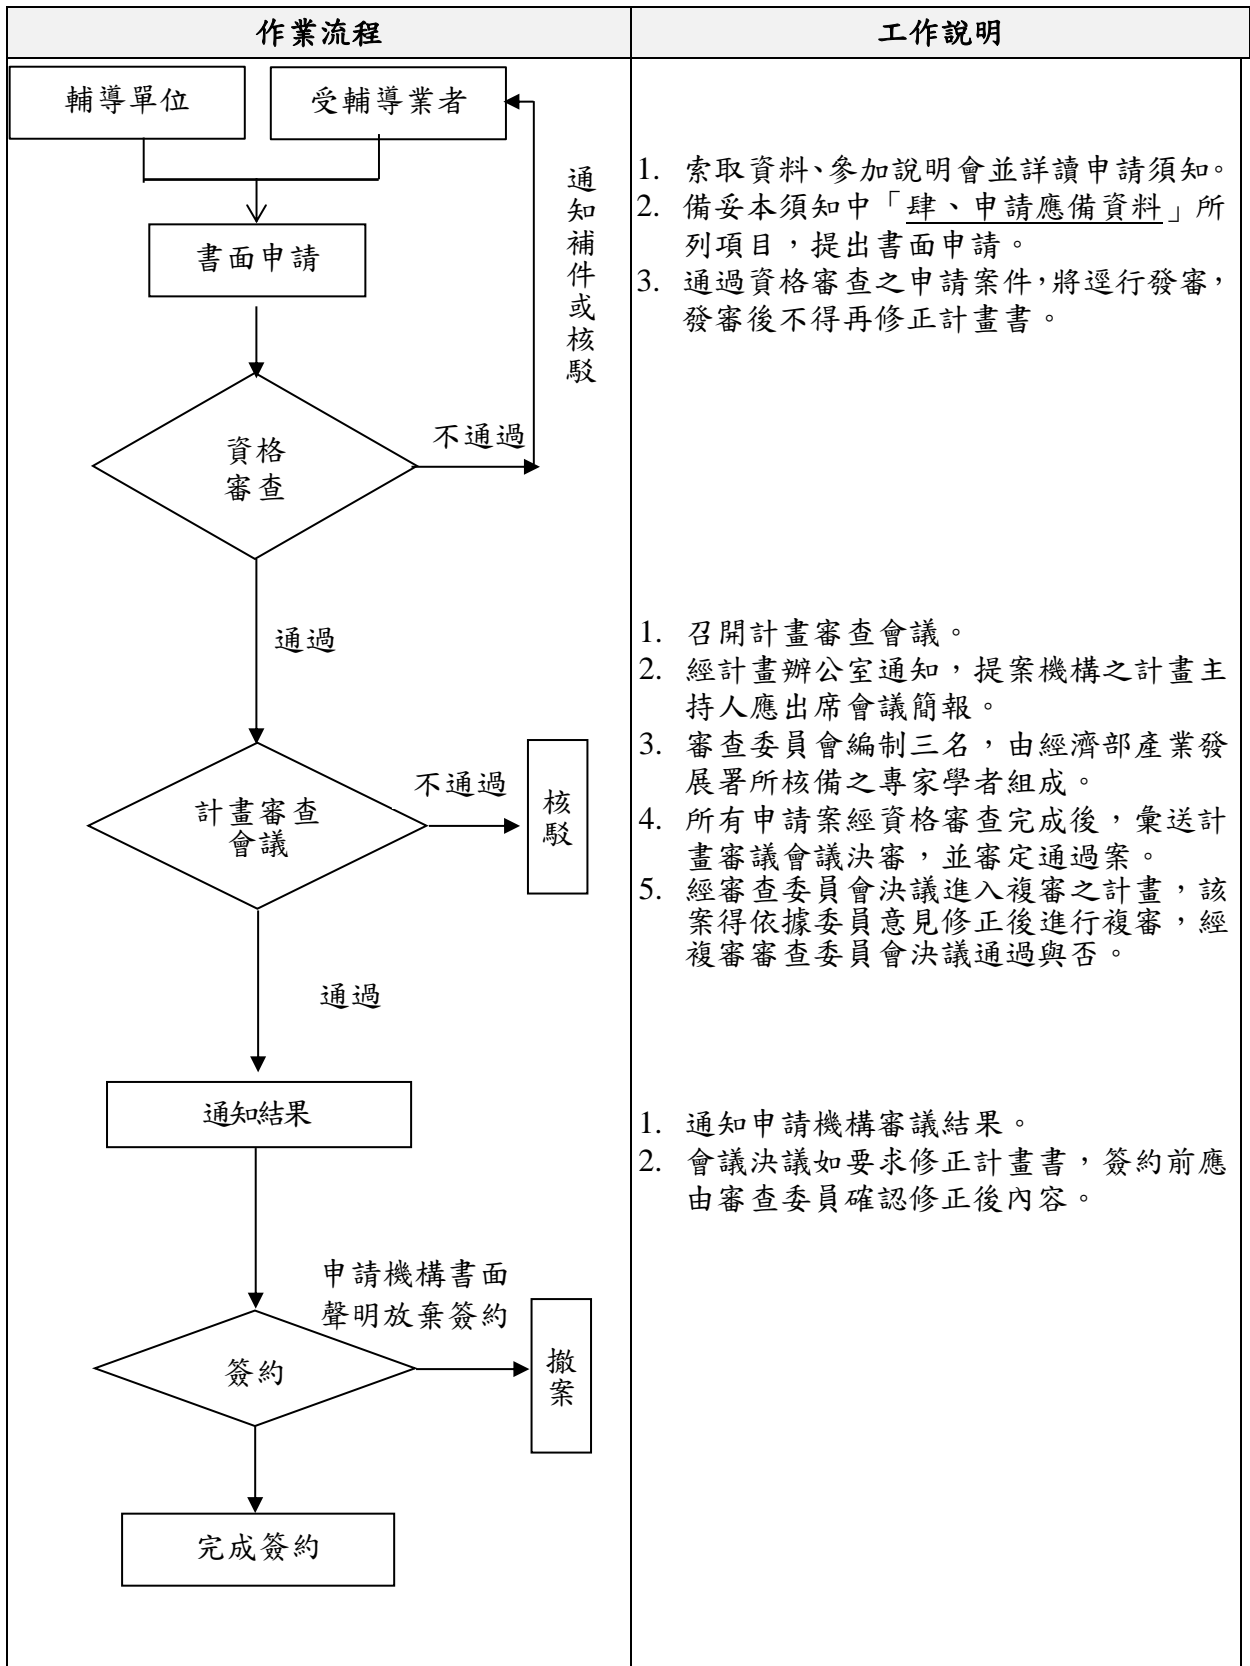 作業流程
工作說明
輔導單位
受輔導業者
通知補件或核駁
書面申請
資格
審查
不通過
通過
計畫審查
會議
不通過
核駁
通過
通知結果
申請機構書面
聲明放棄簽約
簽約
撤案
完成簽約
1. 索取資料、參加說明會並詳讀申請須知。
2. 備妥本須知中「肆、申請應備資料」所
列項目，提出書面申請。
3. 通過資格審查之申請案件，將逕行發審，
發審後不得再修正計畫書。
1. 召開計畫審查會議。
2. 經計畫辦公室通知，提案機構之計畫主
持人應出席會議簡報。
3. 審查委員會編制三名，由經濟部產業發
展署所核備之專家學者組成。
4. 所有申請案經資格審查完成後，彙送計
畫審議會議決審，並審定通過案。
5. 經審查委員會決議進入複審之計畫，該
案得依據委員意見修正後進行複審，經
複審審查委員會決議通過與否。
1. 通知申請機構審議結果。
2. 會議決議如要求修正計畫書，簽約前應
由審查委員確認修正後內容。